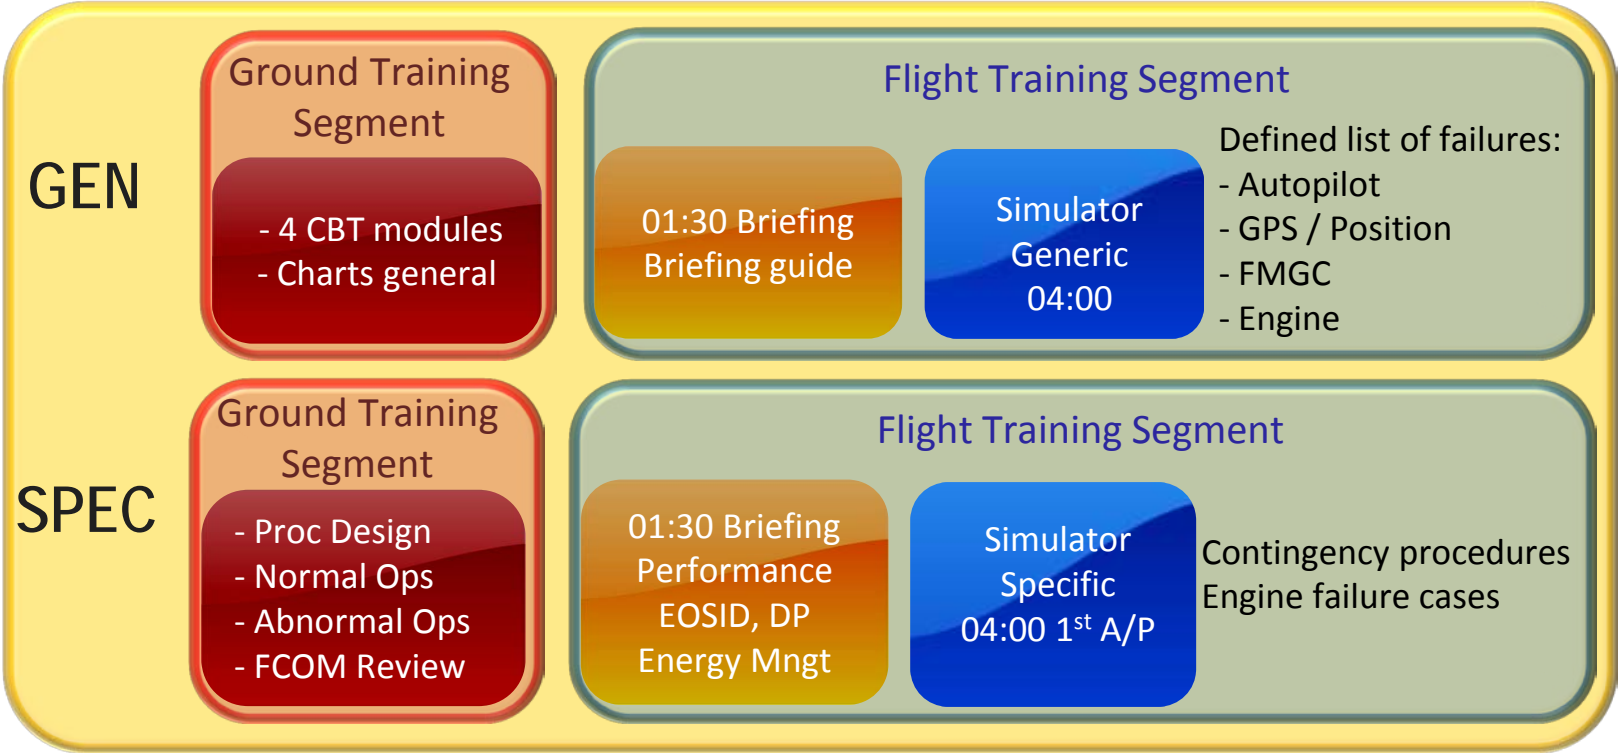 GEN
Ground Training
Segment
- 4 CBT modules
- Charts general
Flight Training Segment
01:30 Briefing
Briefing guide
Simulator
Generic
04:00
Defined list of failures:
- Autopilot
- GPS / Position
- FMGC
- Engine
SPEC
Ground Training
Segment
- Proc Design
- Normal Ops
- Abnormal Ops
- FCOM Review
Flight Training Segment
01:30 Briefing
Performance
EOSID, DP
Energy Mngt
Simulator
Specific
04:00 1st A/P
Contingency procedures
Engine failure cases